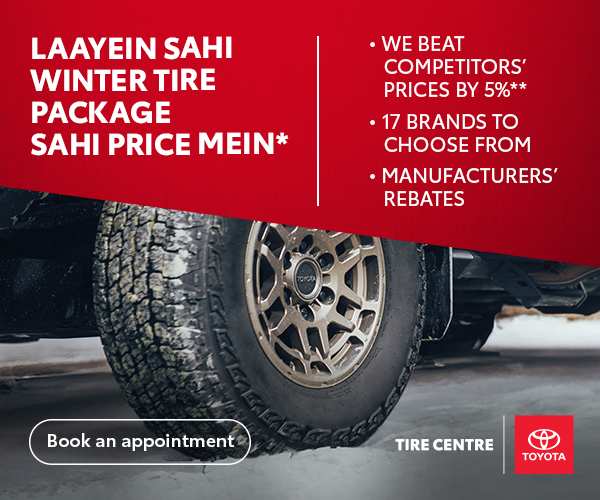 LAAYEIN SAHI
WINTER TIRE
PACKAGE
SAHI PRICE MEIN*
• WE BEAT
COMPETITORS’
PRICES BY 5%**
• 17 BRANDS TO
CHOOSE FROM
• MANUFACTURERS’
REBATES
TOYOTA
Book an appointment
TIRE CENTRE
TOYOTA